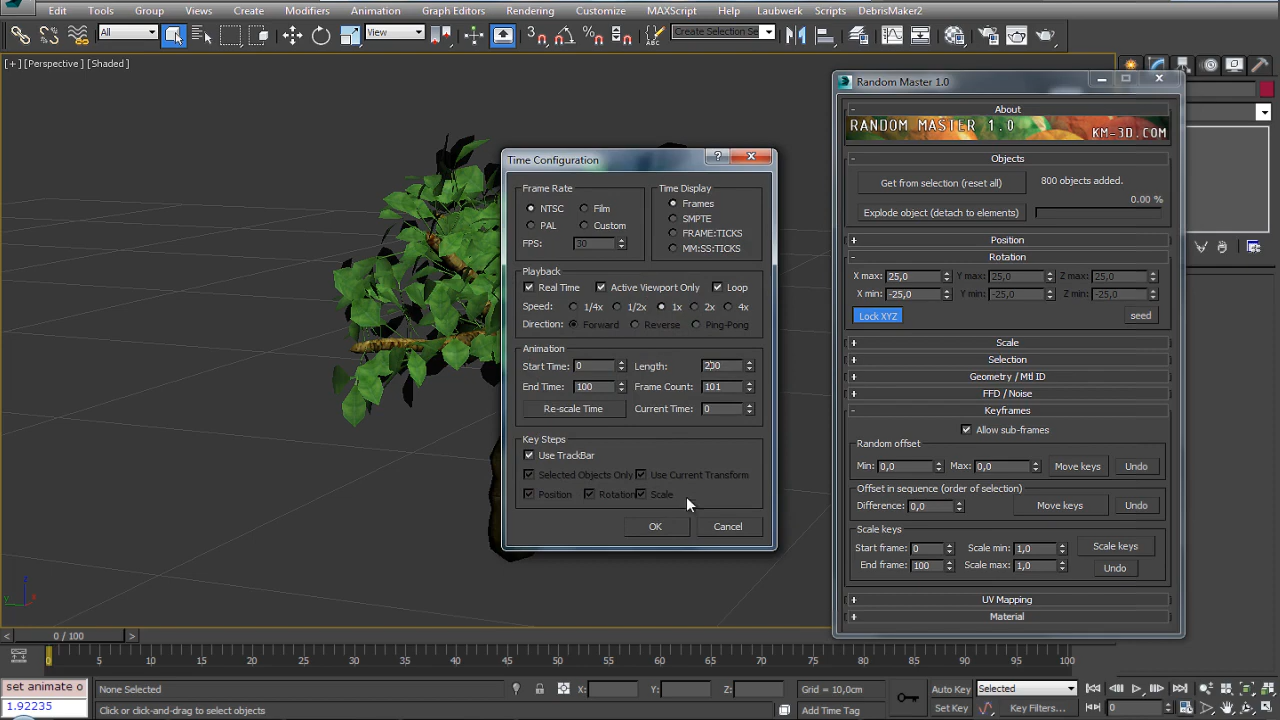 Edit Tools Group Views Create Modifiers Animation Graph Editors Rendering Customize MAXScript Help Laubwerk Scripts DebrisMaker2
All View Create Selection Se
[+] [Perspective] [Shaded]
Random Master 1.0
About
RANDOM MASTER 1.0 KM-3D.COM
Objects
Get from selection (reset all) 800 objects added.
0.00 %
Explode object (detach to elements)
Position
Rotation
X max: 25,0 Y max: 25,0 Z max: 25,0
X min: -25,0 Y min: -25,0 Z min: -25,0
Lock XYZ seed
Scale
Selection
Geometry / Mtl ID
FFD / Noise
Keyframes
Allow sub-frames
Random offset
Min: 0,0 Max: 0,0 Move keys Undo
Offset in sequence (order of selection)
Difference: 0,0 Move keys Undo
Scale keys
Start frame: 0 Scale min: 1,0 Scale keys
End frame: 100 Scale max: 1,0 Undo
UV Mapping
Material
Time Configuration
Frame Rate
NTSC Film
PAL Custom
FPS: 30
Time Display
Frames
SMPTE
FRAME:TICKS
MM:SS:TICKS
Playback
Real Time Active Viewport Only Loop
Speed: 1/4x 1/2x 1x 2x 4x
Direction: Forward Reverse Ping-Pong
Animation
Start Time: 0 Length: 200
End Time: 100 Frame Count: 101
Re-scale Time Current Time: 0
Key Steps
Use TrackBar
Selected Objects Only Use Current Transform
Position Rotation Scale
OK Cancel
0 / 100
0 5 10 15 20 25 30 35 40 45 50 55 60 65 70 75 80 85 90 95 100
set animate o None Selected X: Y: Z: Grid = 10,0cm Auto Key Selected
1.92235 Click or click-and-drag to select objects Add Time Tag Set Key Key Filters... 0